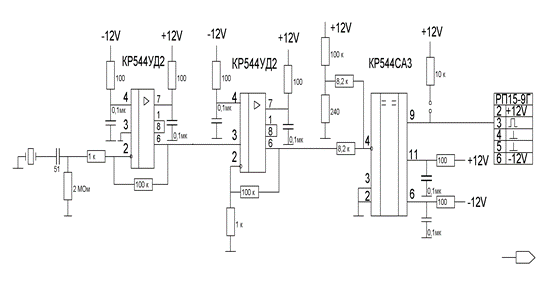 -12V
+12V
КР544УД2
100
100
4
7
0,1мк
1
8
0,1мк
3
6
2
51
1 к
2 МОм
100 к
-12V
+12V
КР544УД2
100
100
4
7
0,1мк
1
8
0,1мк
3
6
2
100 к
1 к
+12V
100 к
8,2 к
240
8,2 к
КР544СА3
4
3
2
9
11
6
+12V
10 к
100
+12V
0,1мк
100
-12V
0,1мк
РП15-9Г
2 +12V
3
4
5
6 -12V